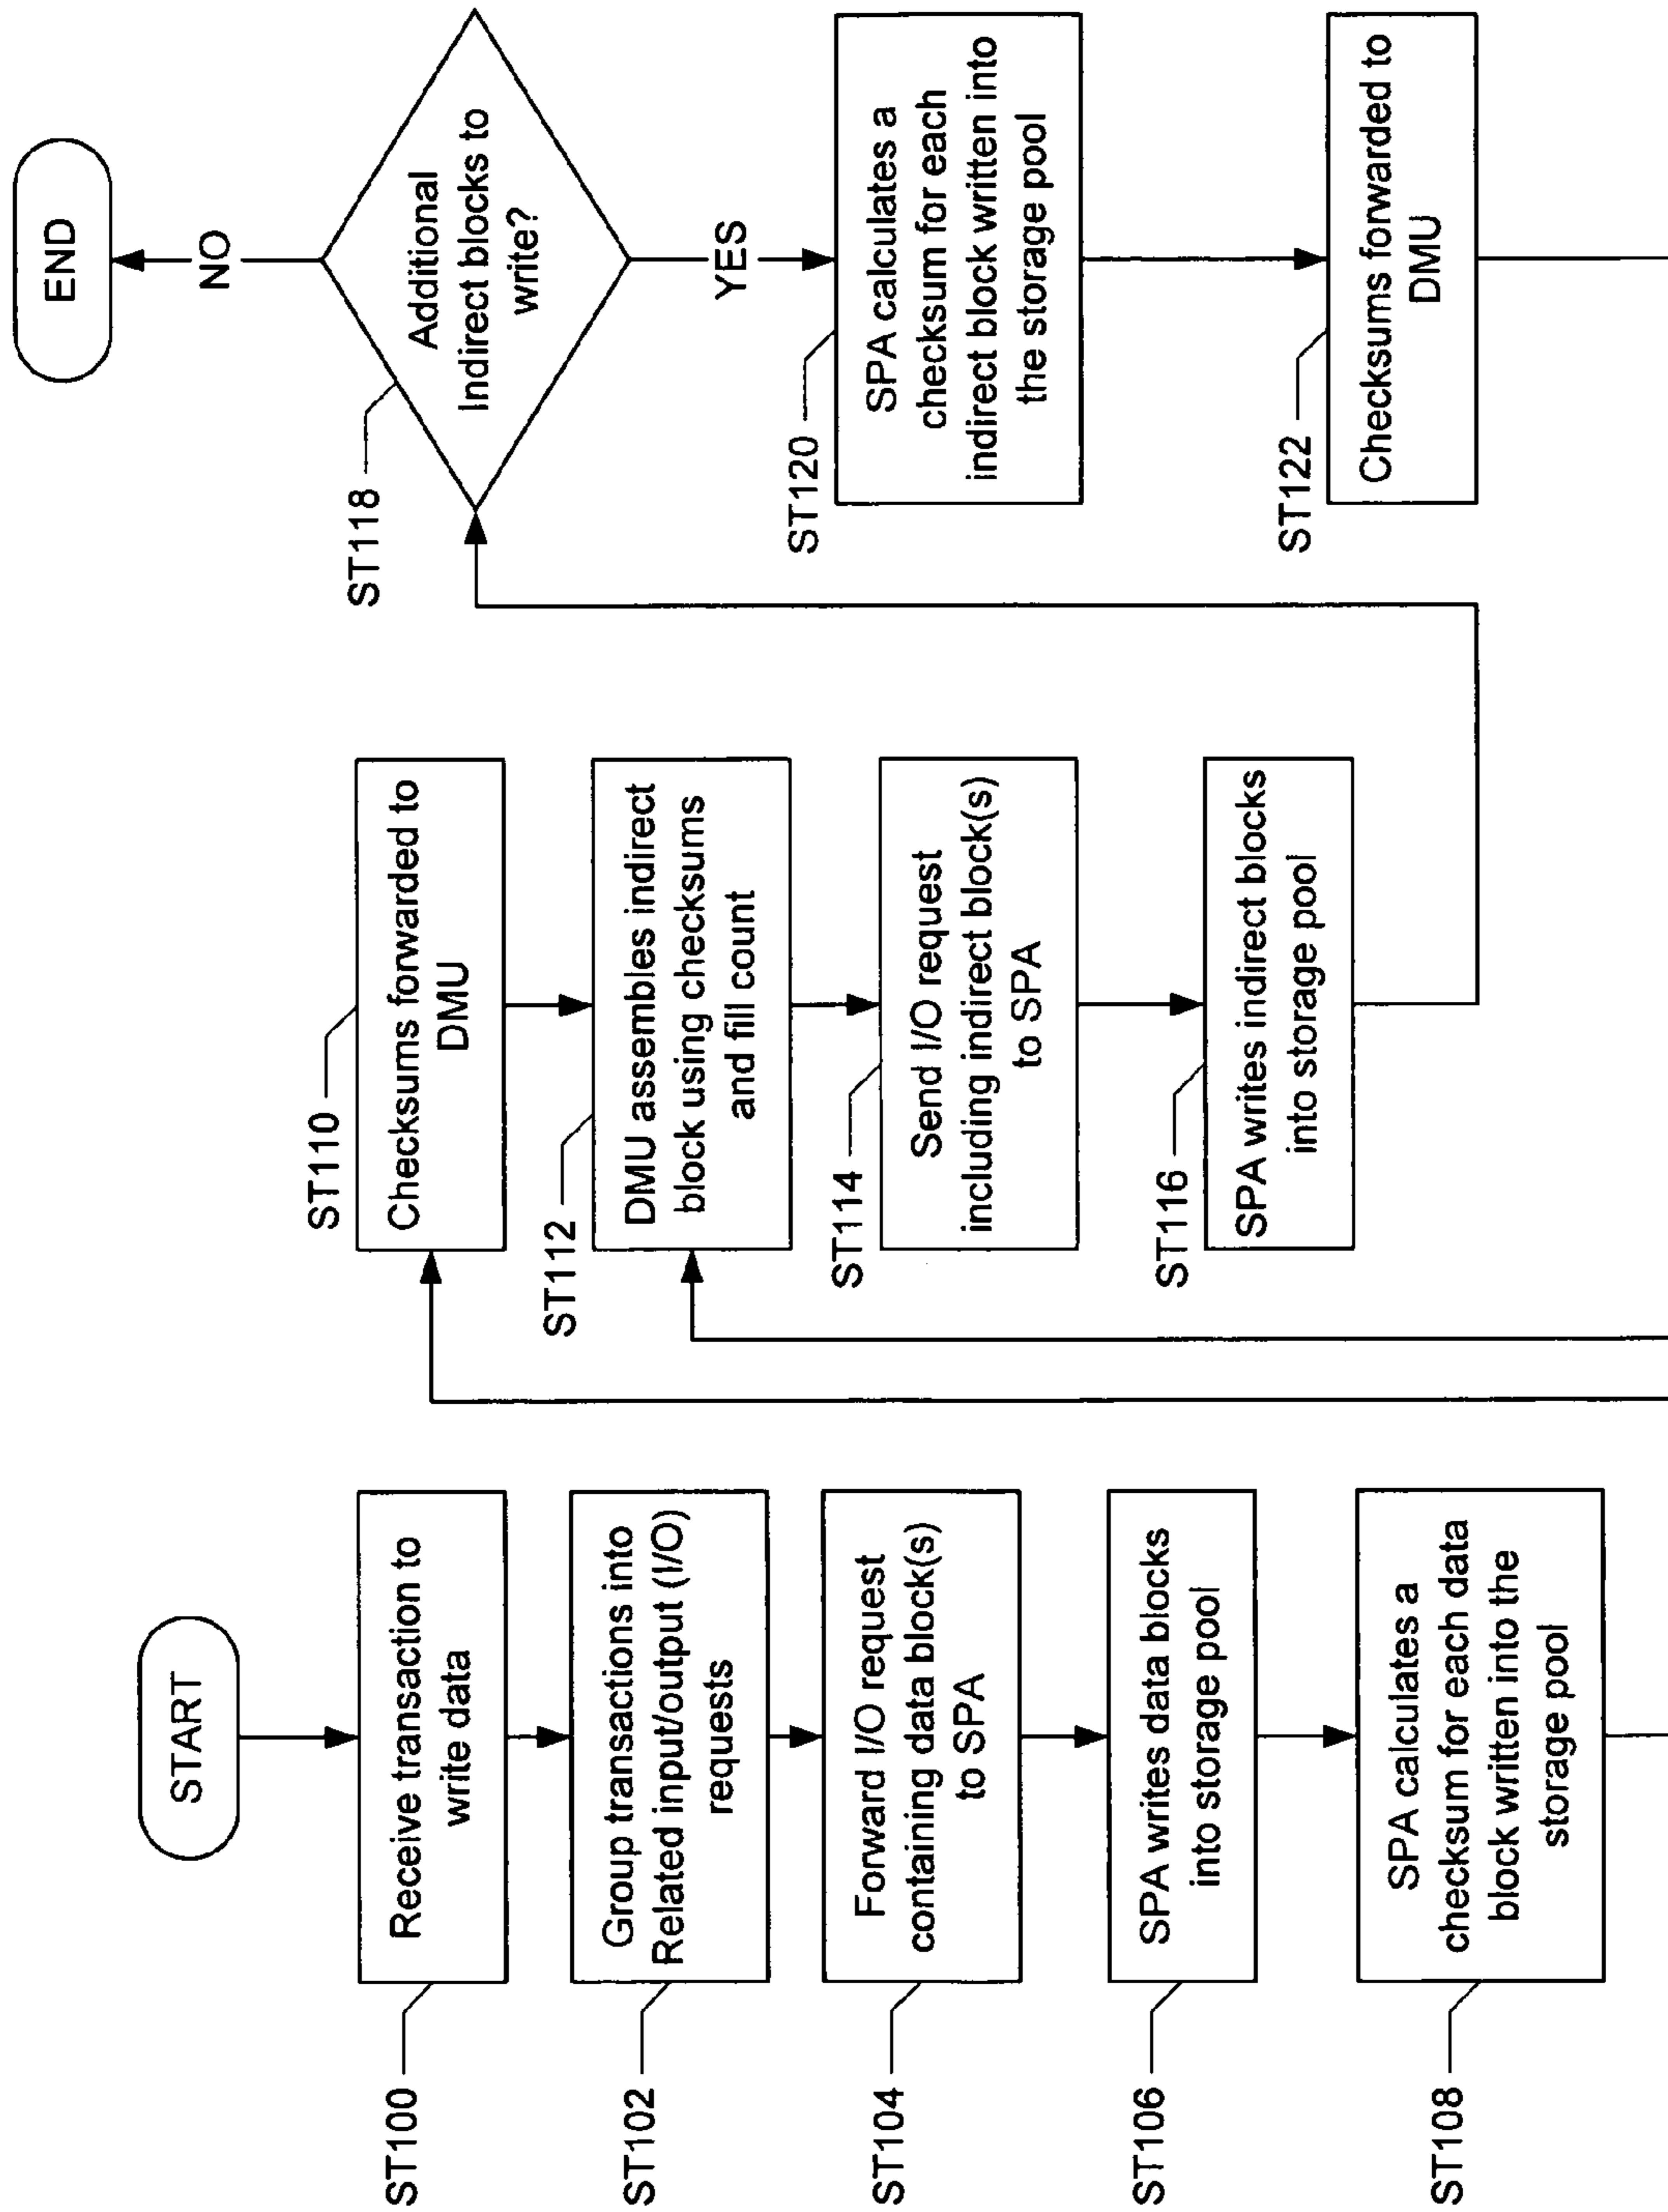 START
ST100
Receive transaction to
write data
ST102
Group transactions into
Related input/output (I/O)
requests
ST104
Forward I/O request
containing data block(s)
to SPA
ST106
SPA writes data blocks
into storage pool
ST108
SPA calculates a
checksum for each data
block written into the
storage pool
ST110
Checksums forwarded to
DMU
ST112
DMU assembles indirect
block using checksums
and fill count
ST114
Send I/O request
including indirect block(s)
to SPA
ST116
SPA writes indirect blocks
into storage pool
END
NO
ST118
Additional
Indirect blocks to
write?
YES
ST120
SPA calculates a
checksum for each
indirect block written into
the storage pool
ST122
Checksums forwarded to
DMU